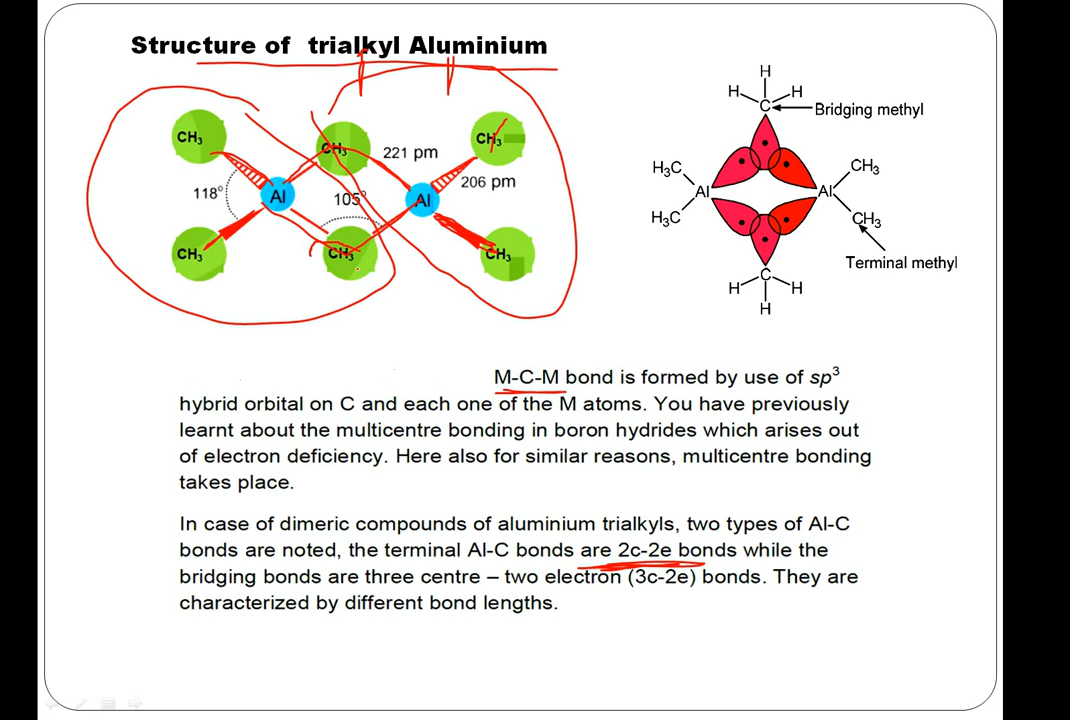 Structure of trialkyl Aluminium
CH3
CH3
CH3
221 pm
206 pm
118°
Al
105°
Al
CH3
CH3
CH3
H
H H
C
Bridging methyl
H3C CH3
Al Al
H3C CH3
Terminal methyl
C
H H
H
M-C-M bond is formed by use of sp3
hybrid orbital on C and each one of the M atoms. You have previously
learnt about the multicentre bonding in boron hydrides which arises out
of electron deficiency. Here also for similar reasons, multicentre bonding
takes place.
In case of dimeric compounds of aluminium trialkyls, two types of Al-C
bonds are noted, the terminal Al-C bonds are 2c-2e bonds while the
bridging bonds are three centre – two electron (3c-2e) bonds. They are
characterized by different bond lengths.